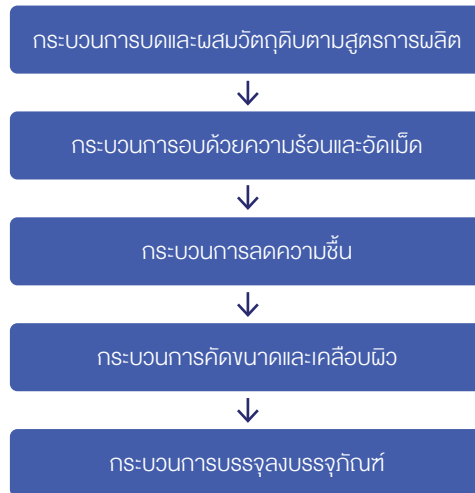 กระบวนการบดและผสมวัตถุดิบตามสูตรการผลิต
กระบวนการอบด้วยความร้อนและอัดเม็ด
กระบวนการลดความชื้น
กระบวนการคัดขนาดและเคลือบผิว
กระบวนการบรรจุลงบรรจุภัณฑ์